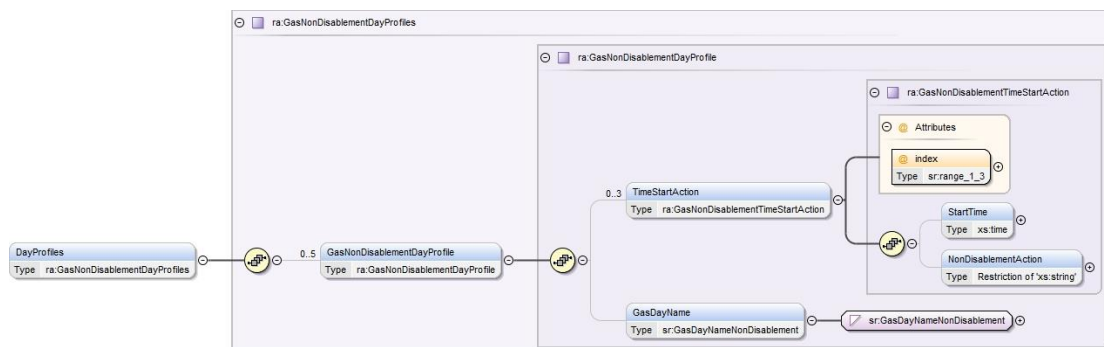 ra:GasNonDisablementDayProfiles
ra:GasNonDisablementDayProfile
ra:GasNonDisablementTimeStartAction
@ Attributes
@ index
Type sr:range_1_3
0..3 TimeStartAction
Type ra:GasNonDisablementTimeStartAction
StartTime
Type xs:time
DayProfiles
Type ra:GasNonDisablementDayProfiles
0..5 GasNonDisablementDayProfile
Type ra:GasNonDisablementDayProfile
NonDisablementAction
Type Restriction of 'xs:string'
GasDayName
Type sr:GasDayNameNonDisablement
sr:GasDayNameNonDisablement